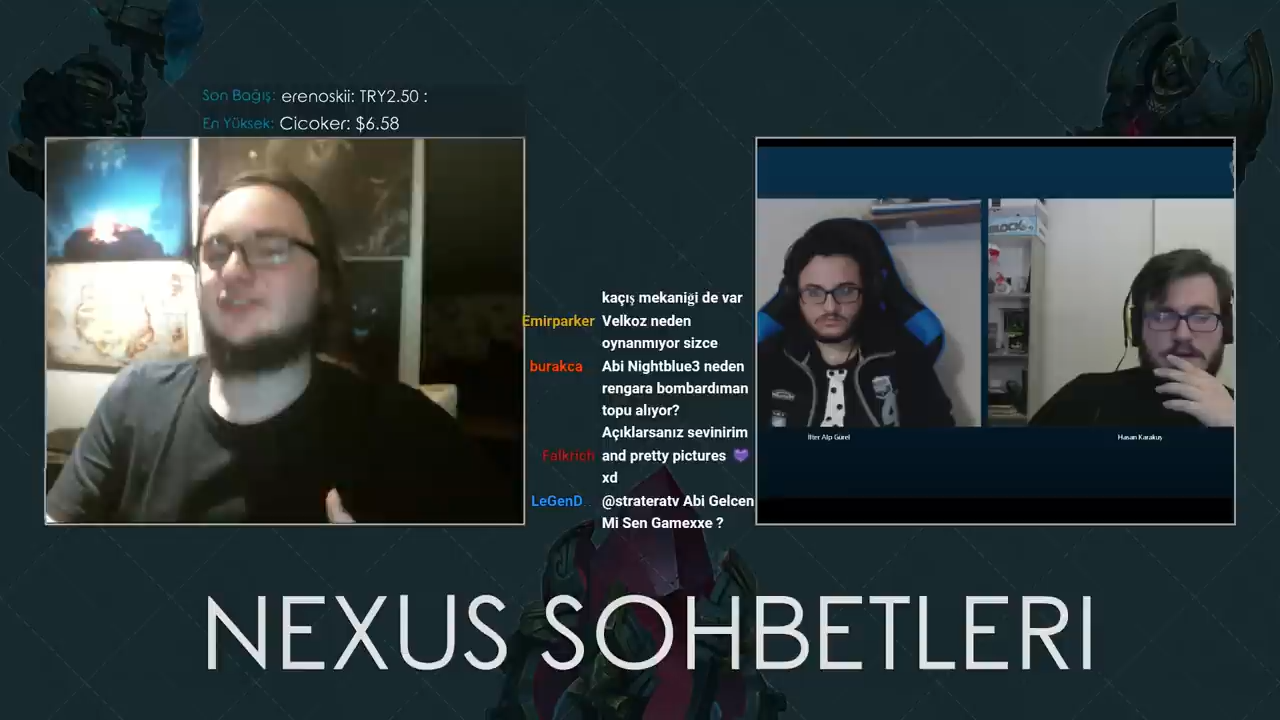 Son Bağış: erenoskii: TRY2.50 :
En Yüksek: Cicoker: $6.58
kaçış mekaniği de var
Emirparker Velkoz neden
oynanmıyor sizce
burakca Abi Nightblue3 neden
rengara bombardıman
topu alıyor?
Açıklarsanız sevinirim
Falkrich and pretty pictures 💜
xd
LeGenD.. @strateratv Abi Gelcen
Mi Sen Gamexxe ?
BLOCK
İlter Alp Gürel
Hasan Karakuş
NEXUS SOHBETLERI